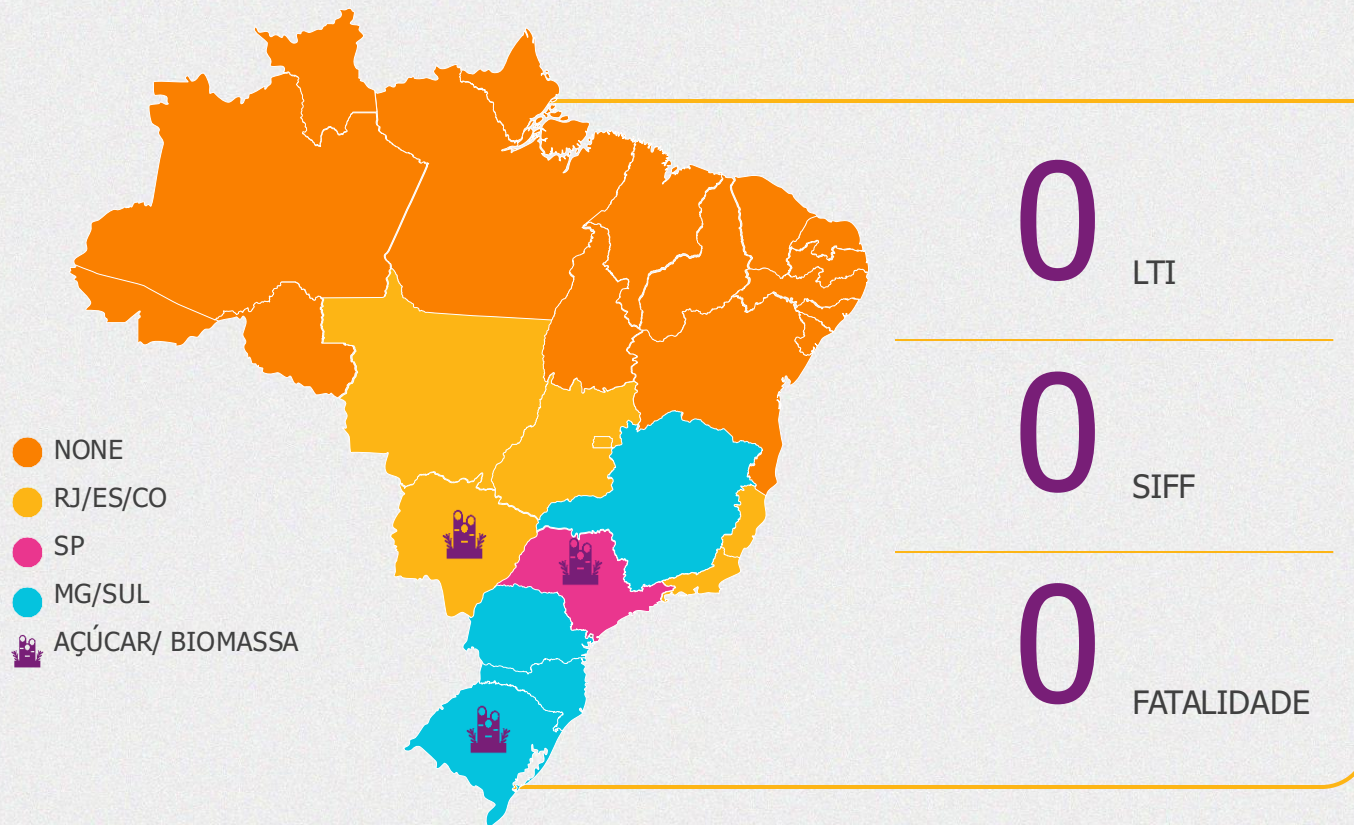 NONE
RJ/ES/CO
SP
MG/SUL
AÇÚCAR/ BIOMASSA
0 LTI
0 SIFF
0 FATALIDADE